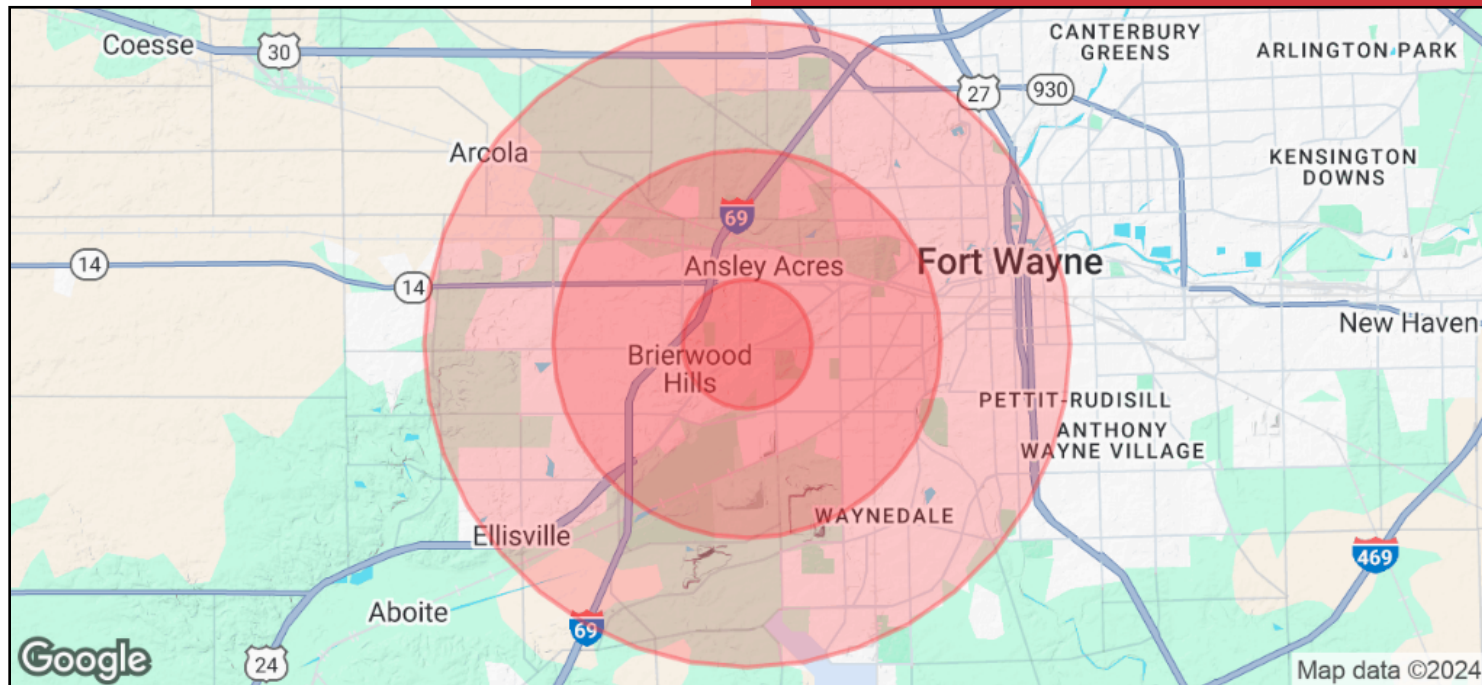 Coesse
30
CANTERBURY
GREENS
ARLINGTON PARK
27
930
Arcola
KENSINGTON
DOWNS
69
14
Ansley Acres
Fort Wayne
14
New Haven
Brierwood
Hills
PETTIT-RUDISILL
ANTHONY
WAYNE VILLAGE
WAYNEDALE
Ellisville
469
Aboite
69
24
Google
Map data ©2024